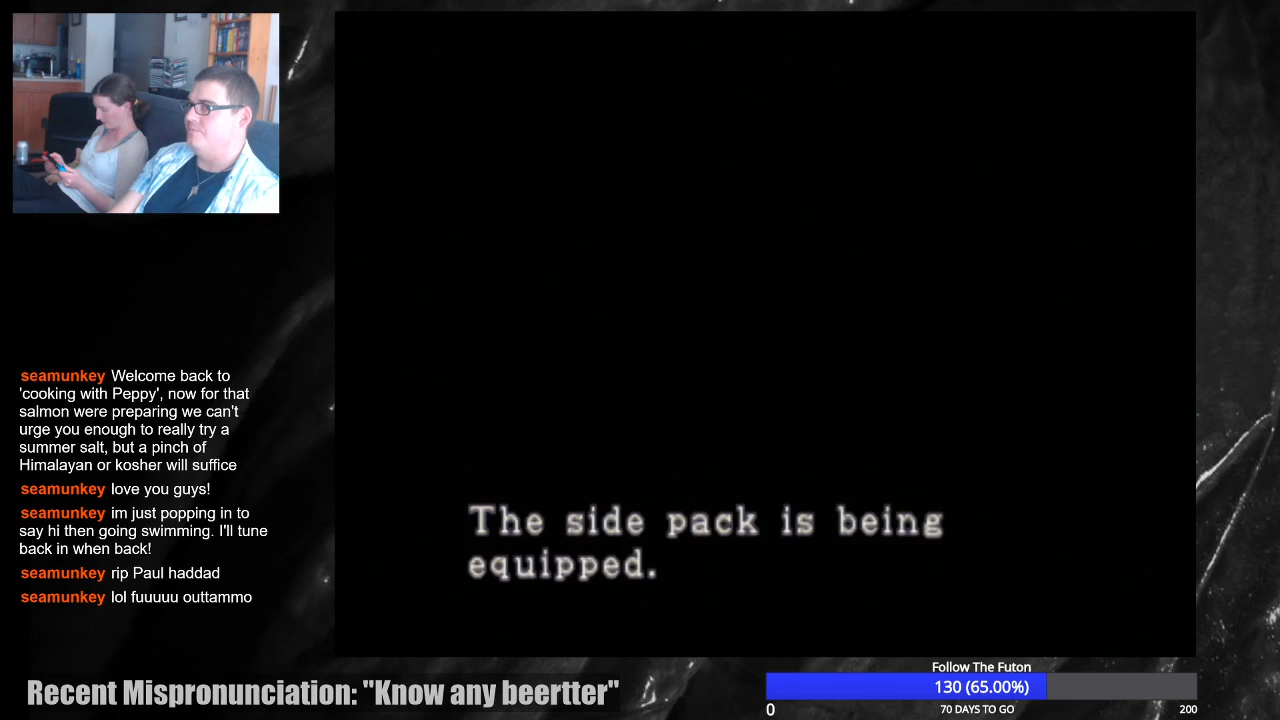 seamunkey Welcome back to
'cooking with Peppy', now for that
salmon were preparing we can't
urge you enough to really try a
summer salt, but a pinch of
Himalayan or kosher will suffice
seamunkey love you guys!
seamunkey im just popping in to
say hi then going swimming. I'll tune
back in when back!
seamunkey rip Paul haddad
seamunkey lol fuuuuu outtammo
The side pack is being
equipped.
Recent Mispronunciation: "Know any beertter"
Follow The Futon
130 (65.00%)
0 70 DAYS TO GO 200